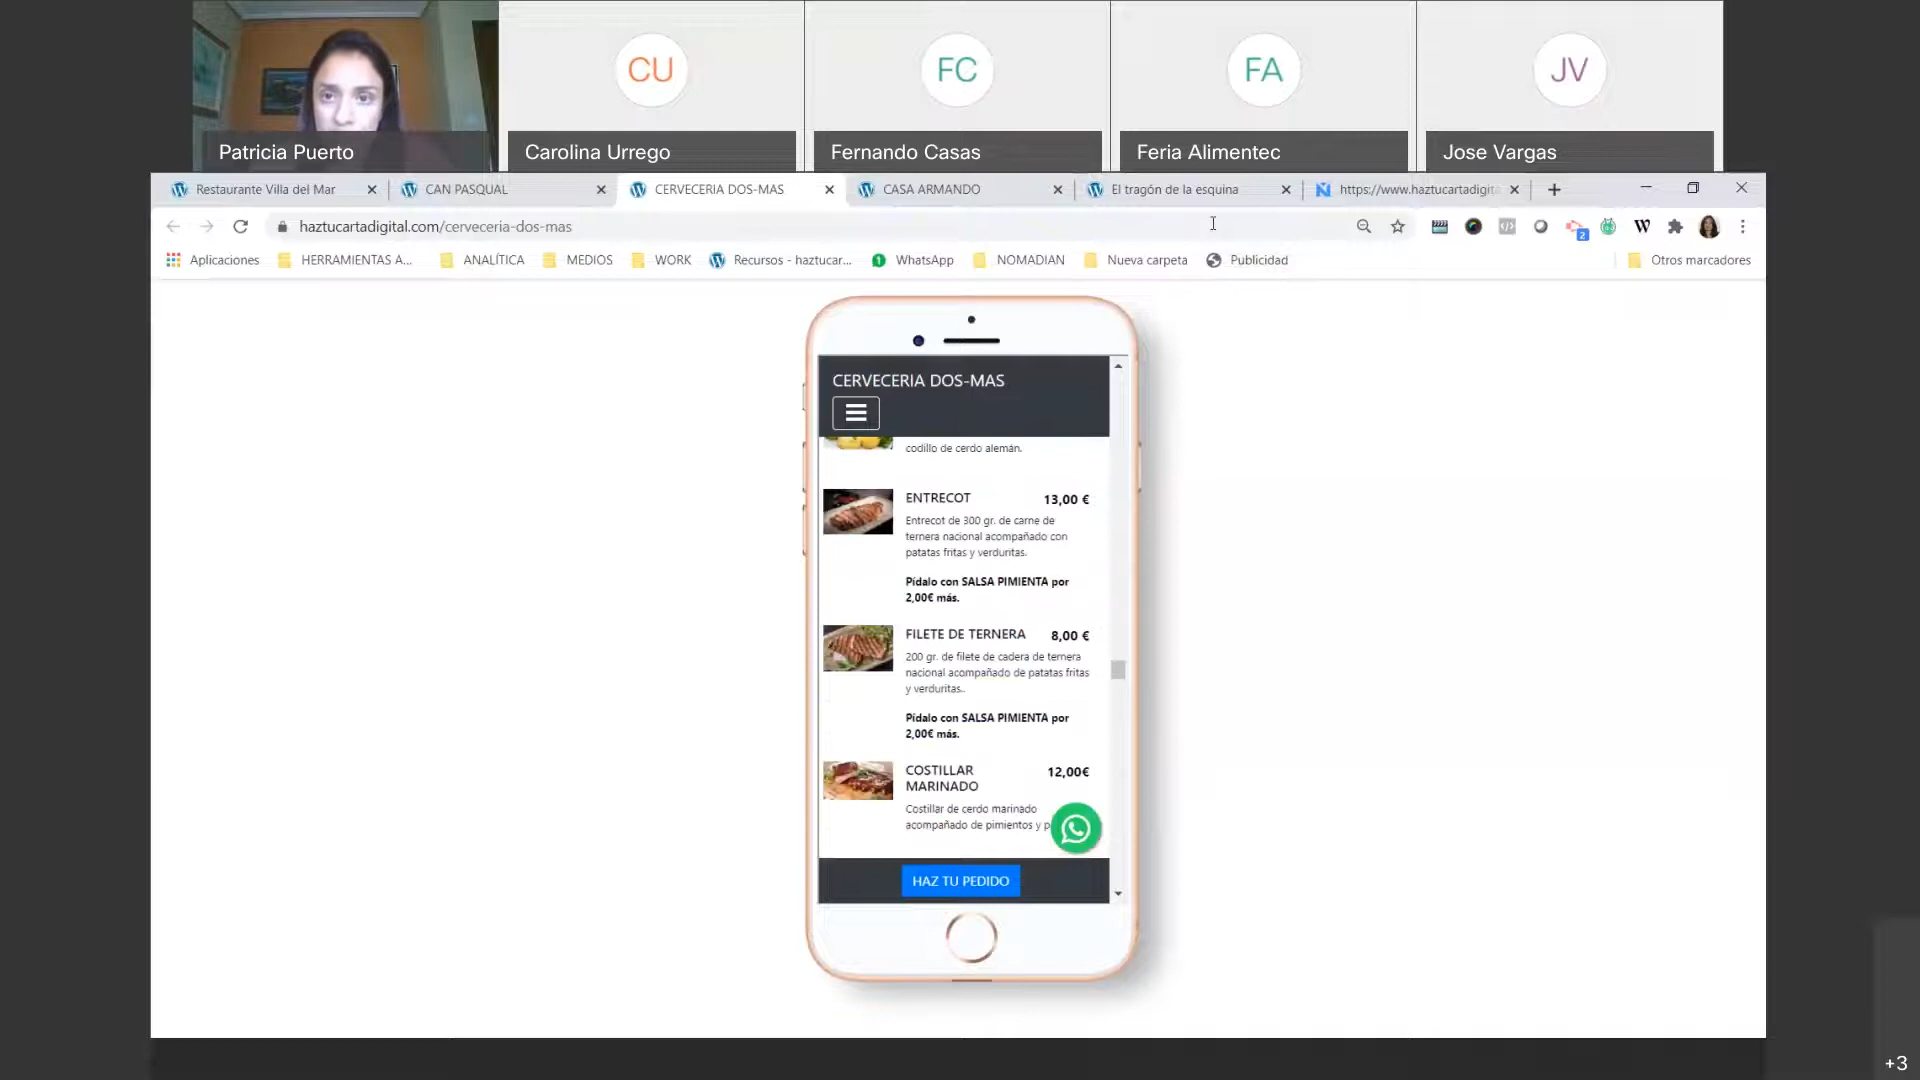 CU
FC
FA
JV
Patricia Puerto
Carolina Urrego
Fernando Casas
Feria Alimentec
Jose Vargas
Restaurante Villa del Mar
CAN PASQUAL
CERVECERIA DOS-MAS
CASA ARMANDO
El tragón de la esquina
https://www.haztucartadigita
haztucartadigital.com/cerveceria-dos-mas
2
W
Aplicaciones
HERRAMIENTAS A...
ANALÍTICA
MEDIOS
WORK
Recursos - haztucar...
1
WhatsApp
NOMADIAN
Nueva carpeta
Publicidad
Otros marcadores
CERVECERIA DOS-MAS
codillo de cerdo alemán.
ENTRECOT 13,00 €
Entrecot de 300 gr. de carne de
ternera nacional acompañado con
patatas fritas y verduritas.
Pídalo con SALSA PIMIENTA por
2,00€ más.
FILETE DE TERNERA 8,00 €
200 gr. de filete de cadera de ternera
nacional acompañado de patatas fritas
y verduritas..
Pídalo con SALSA PIMIENTA por
2,00€ más.
COSTILLAR 12,00€
MARINADO
Costillar de cerdo marinado
acompañado de pimientos y p
HAZ TU PEDIDO
+3